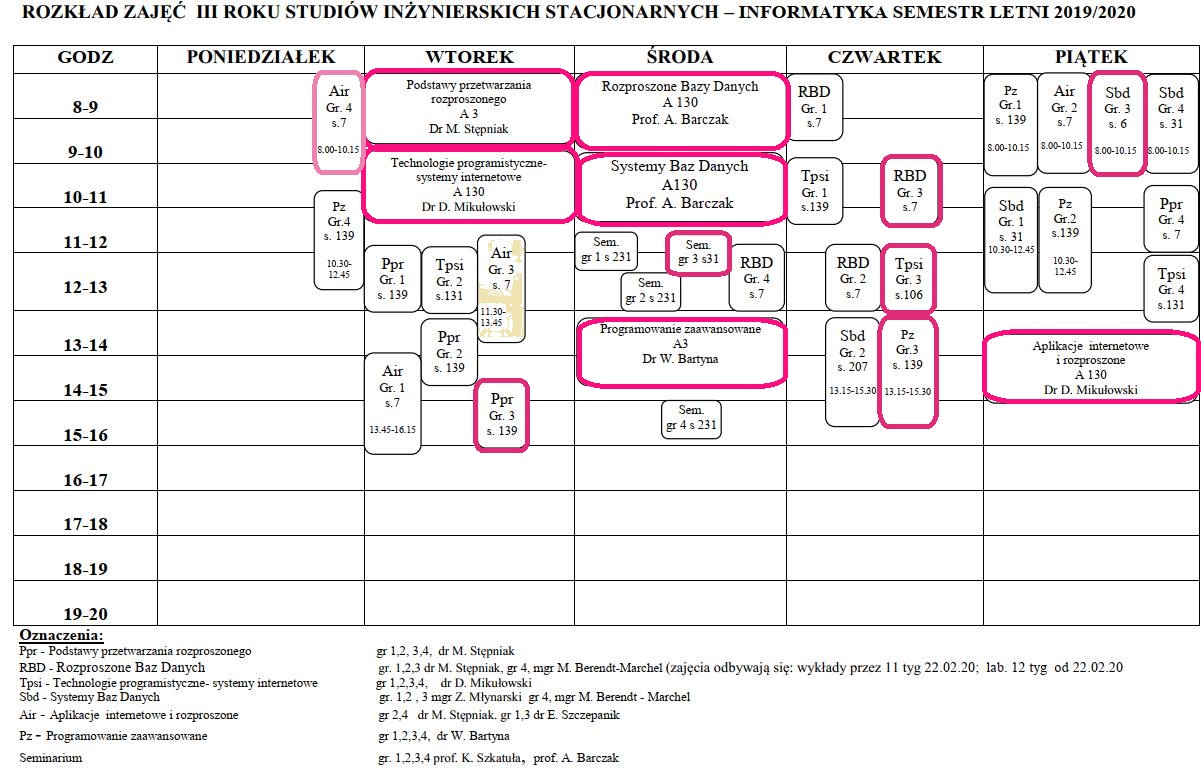 ROZKŁAD ZAJĘĆ III ROKU STUDIÓW INŻYNIERSKICH STACJONARNYCH – INFORMATYKA SEMESTR LETNI 2019/2020
GODZ
PONIEDZIAŁEK
WTOREK
ŚRODA
CZWARTEK
PIĄTEK
8-9
9-10
10-11
11-12
12-13
13-14
14-15
15-16
16-17
17-18
18-19
19-20
Air
Gr. 4
s.7
8.00-10.15
Pz
Gr.4
s. 139
10.30-
12.45
Podstawy przetwarzania
rozproszonego
A 3
Dr M. Stępniak
Technologie programistyczne-
systemy internetowe
A 130
Dr D. Mikułowski
Ppr
Gr. 1
s. 139
Tpsi
Gr. 2
s.131
Air
Gr. 3
s. 7
11.30-
13.45
Ppr
Gr. 2
s. 139
Air
Gr. 1
s.7
13.45-16.15
Ppr
Gr. 3
s. 139
Rozproszone Bazy Danych
A 130
Prof. A. Barczak
Systemy Baz Danych
A130
Prof. A. Barczak
Sem.
gr 1 s 231
Sem.
gr 3 s31
Sem.
gr 2 s 231
RBD
Gr. 4
s.7
Programowanie zaawansowane
A3
Dr W. Bartyna
Sem.
gr 4 s 231
RBD
Gr. 1
s.7
Tpsi
Gr. 1
s.139
RBD
Gr. 3
s.7
RBD
Gr. 2
s.7
Tpsi
Gr. 3
s.106
Sbd
Gr. 2
s. 207
13.15-15.30
Pz
Gr.3
s. 139
13.15-15.30
Pz
Gr.1
s. 139
8.00-10.15
Air
Gr. 2
s.7
8.00-10.15
Sbd
Gr. 3
s. 6
8.00-10.15
Sbd
Gr. 4
s. 31
8.00-10.15
Sbd
Gr. 1
s. 31
10.30-12.45
Pz
Gr.2
s.139
10.30-
12.45
Ppr
Gr. 4
s.7
Tpsi
Gr. 4
s.131
Aplikacje internetowe
i rozproszone
A 130
Dr D. Mikułowski
Oznaczenia:
Ppr - Podstawy przetwarzania rozproszonego gr 1,2, 3,4, dr M. Stępniak
RBD - Rozproszone Baz Danych gr. 1,2,3 dr M. Stępniak, gr 4, mgr M. Berendt-Marchel (zajęcia odbywają się: wykłady przez 11 tyg 22.02.20; lab. 12 tyg od 22.02.20
Tpsi - Technologie programistyczne- systemy internetowe gr 1,2,3,4, dr D. Mikułowski
Sbd - Systemy Baz Danych gr. 1,2 , 3 mgr Z. Młynarski gr 4, mgr M. Berendt - Marchel
Air - Aplikacje internetowe i rozproszone gr 2,4 dr M. Stępniak. gr 1,3 dr E. Szczepanik
Pz - Programowanie zaawansowane gr 1,2,3,4, dr W. Bartyna
Seminarium gr. 1,2,3,4 prof. K. Szkatuła, prof. A. Barczak